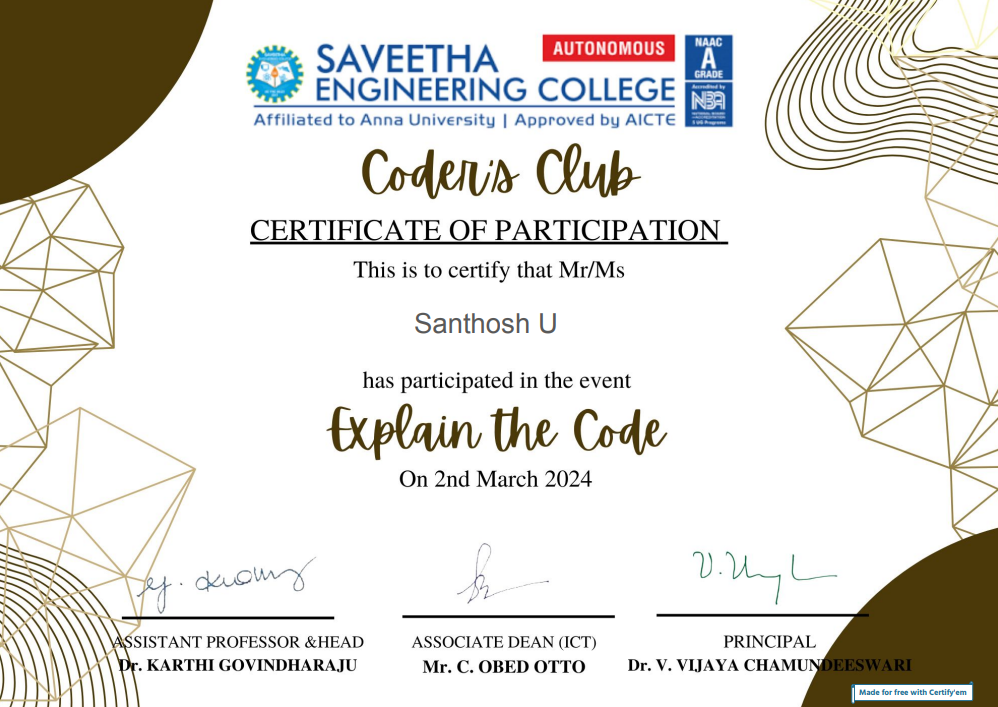 SAVEETHA
AUTONOMOUS
ENGINEERING COLLEGE
Affiliated to Anna University | Approved by AICTE
NAAC
A
GRADE
Accredited by
NBA
Coder's Club
CERTIFICATE OF PARTICIPATION
This is to certify that Mr/Ms
Santhosh U
has participated in the event
Explain the Code
On 2nd March 2024
ASSISTANT PROFESSOR &HEAD
Dr. KARTHI GOVINDHARAJU
ASSOCIATE DEAN (ICT)
Mr. C. OBED OTTO
PRINCIPAL
Dr. V. VIJAYA CHAMUNDEESWARI
Made for free with Certify'em